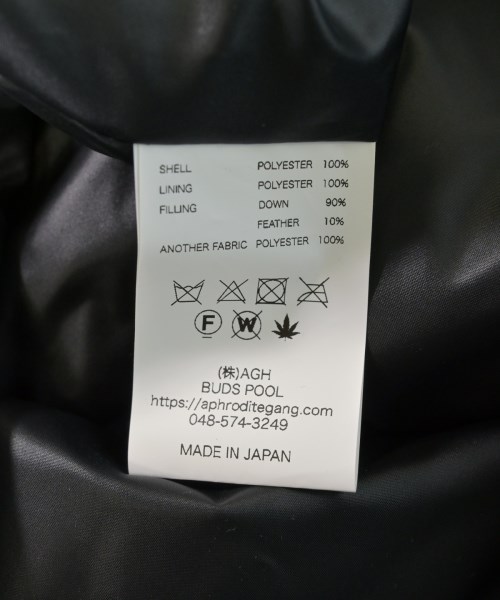 SHELL POLYESTER 100%
LINING POLYESTER 100%
FILLING DOWN 90%
FEATHER 10%
ANOTHER FABRIC POLYESTER 100%
F W
(株)AGH
BUDS POOL
https://aphroditegang.com
048-574-3249
MADE IN JAPAN